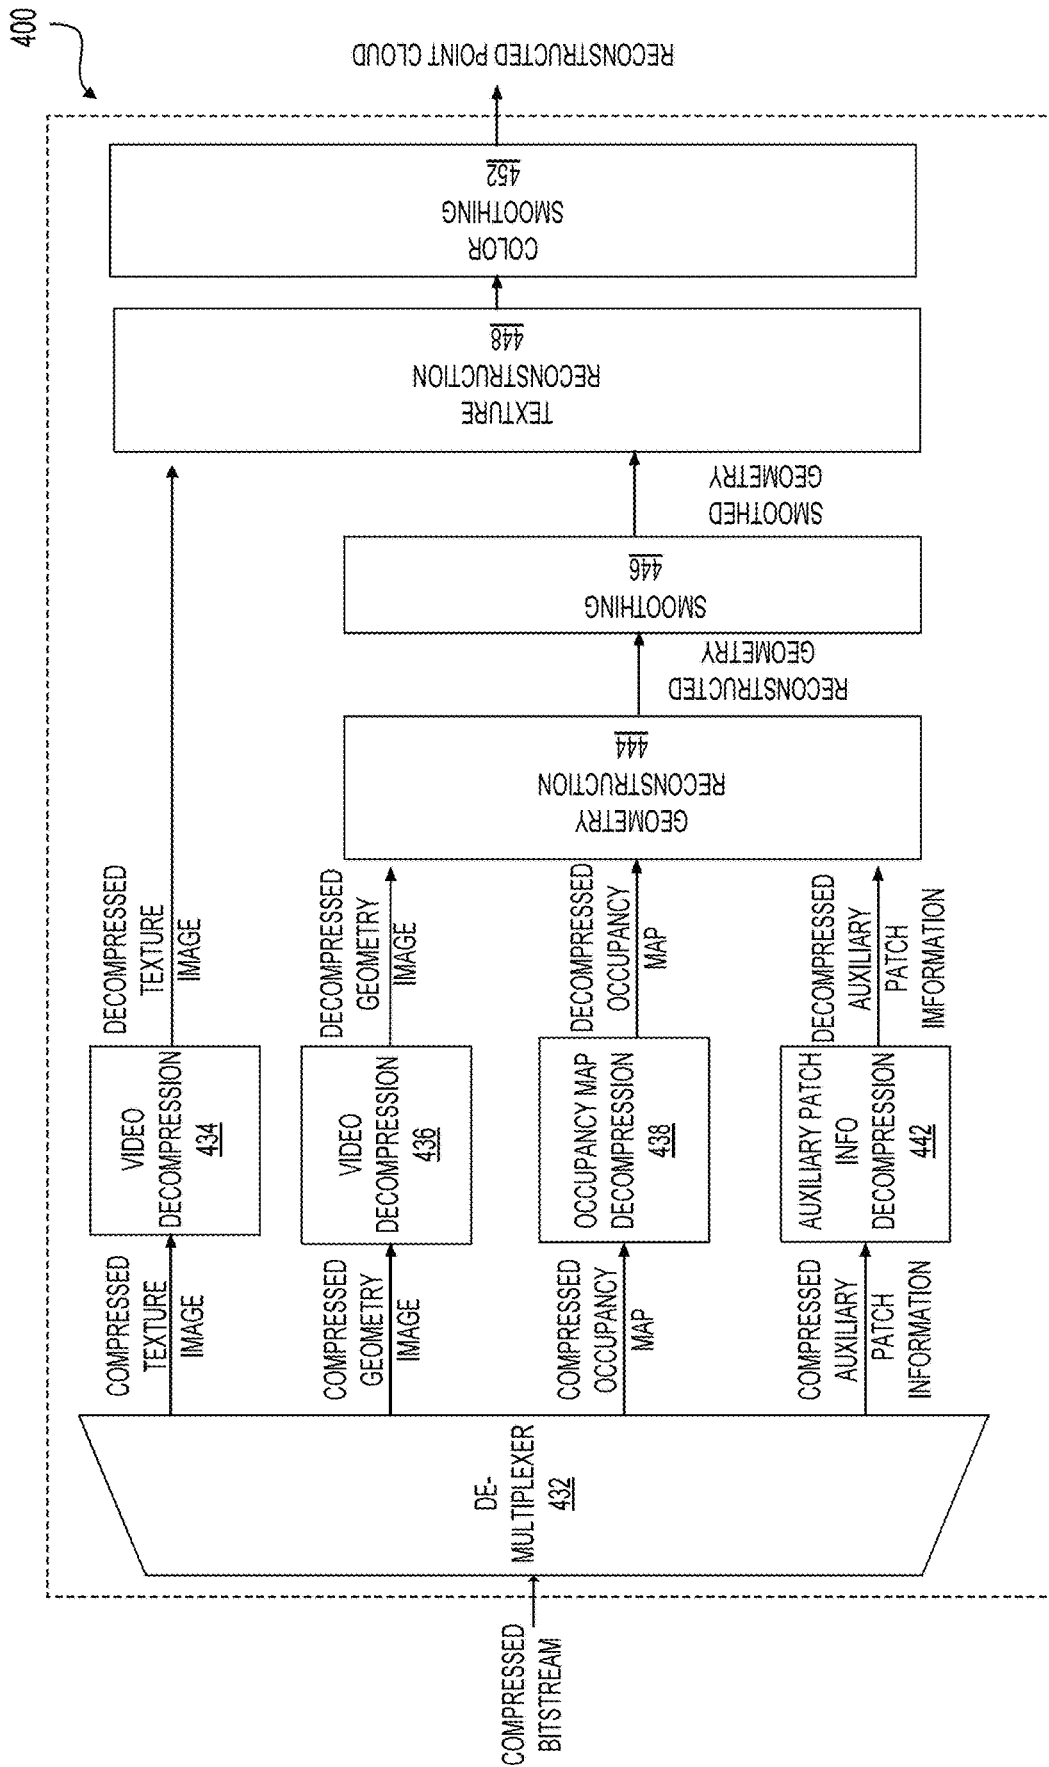 400
COMPRESSED
BITSTREAM
DE-
MULTIPLEXER
432
COMPRESSED
TEXTURE
IMAGE
VIDEO
DECOMPRESSION
434
DECOMPRESSED
TEXTURE
IMAGE
COMPRESSED
GEOMETRY
IMAGE
VIDEO
DECOMPRESSION
436
DECOMPRESSED
GEOMETRY
IMAGE
COMPRESSED
OCCUPANCY
MAP
OCCUPANCY MAP
DECOMPRESSION
438
DECOMPRESSED
OCCUPANCY
MAP
COMPRESSED
AUXILIARY
PATCH
INFORMATION
AUXILIARY PATCH
INFO
DECOMPRESSION
442
DECOMPRESSED
AUXILIARY
PATCH
IMFORMATION
GEOMETRY
RECONSTRUCTION
444
RECONSTRUCTED
GEOMETRY
SMOOTHING
446
SMOOTHED
GEOMETRY
TEXTURE
RECONSTRUCTION
448
COLOR
SMOOTHING
452
RECONSTRUCTED POINT CLOUD